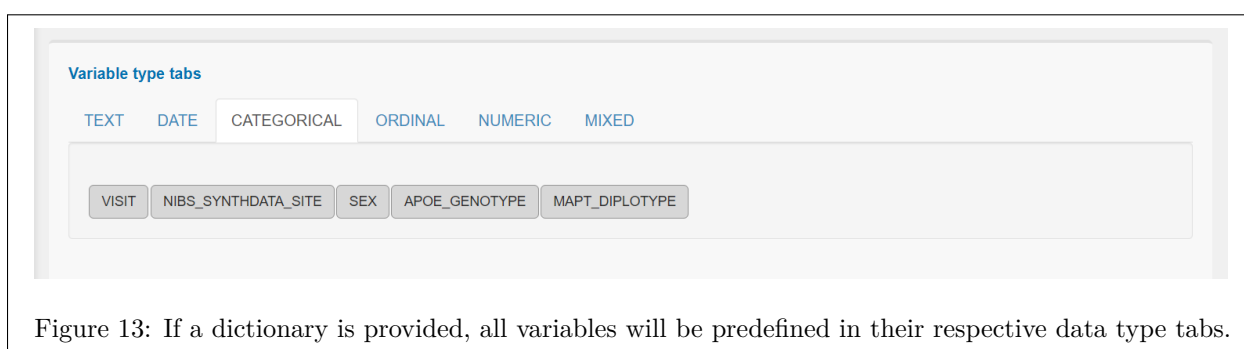 Variable type tabs
TEXT DATE CATEGORICAL ORDINAL NUMERIC MIXED
VISIT NIBS_SYNTHDATA_SITE SEX APOE_GENOTYPE MAPT_DIPLOTYPE
Figure 13: If a dictionary is provided, all variables will be predefined in their respective data type tabs.